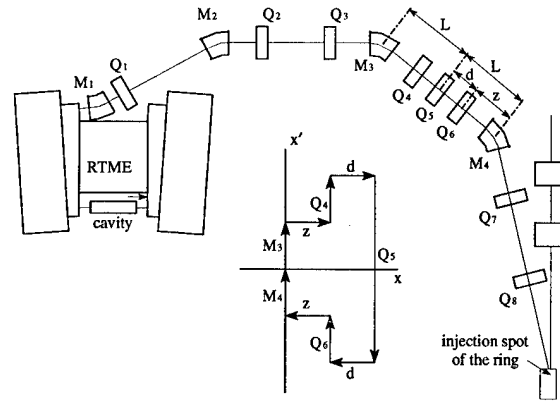 M₂
Q₂
Q₃
L
M₁
Q₁
M₃
d
L
Q₄
z
Q₅
Q₆
M₄
RTME
cavity
x′
d
Q₄
M₃
z
Q₅
x
M₄
z
Q₆
d
Q₇
Q₈
injection spot
of the ring